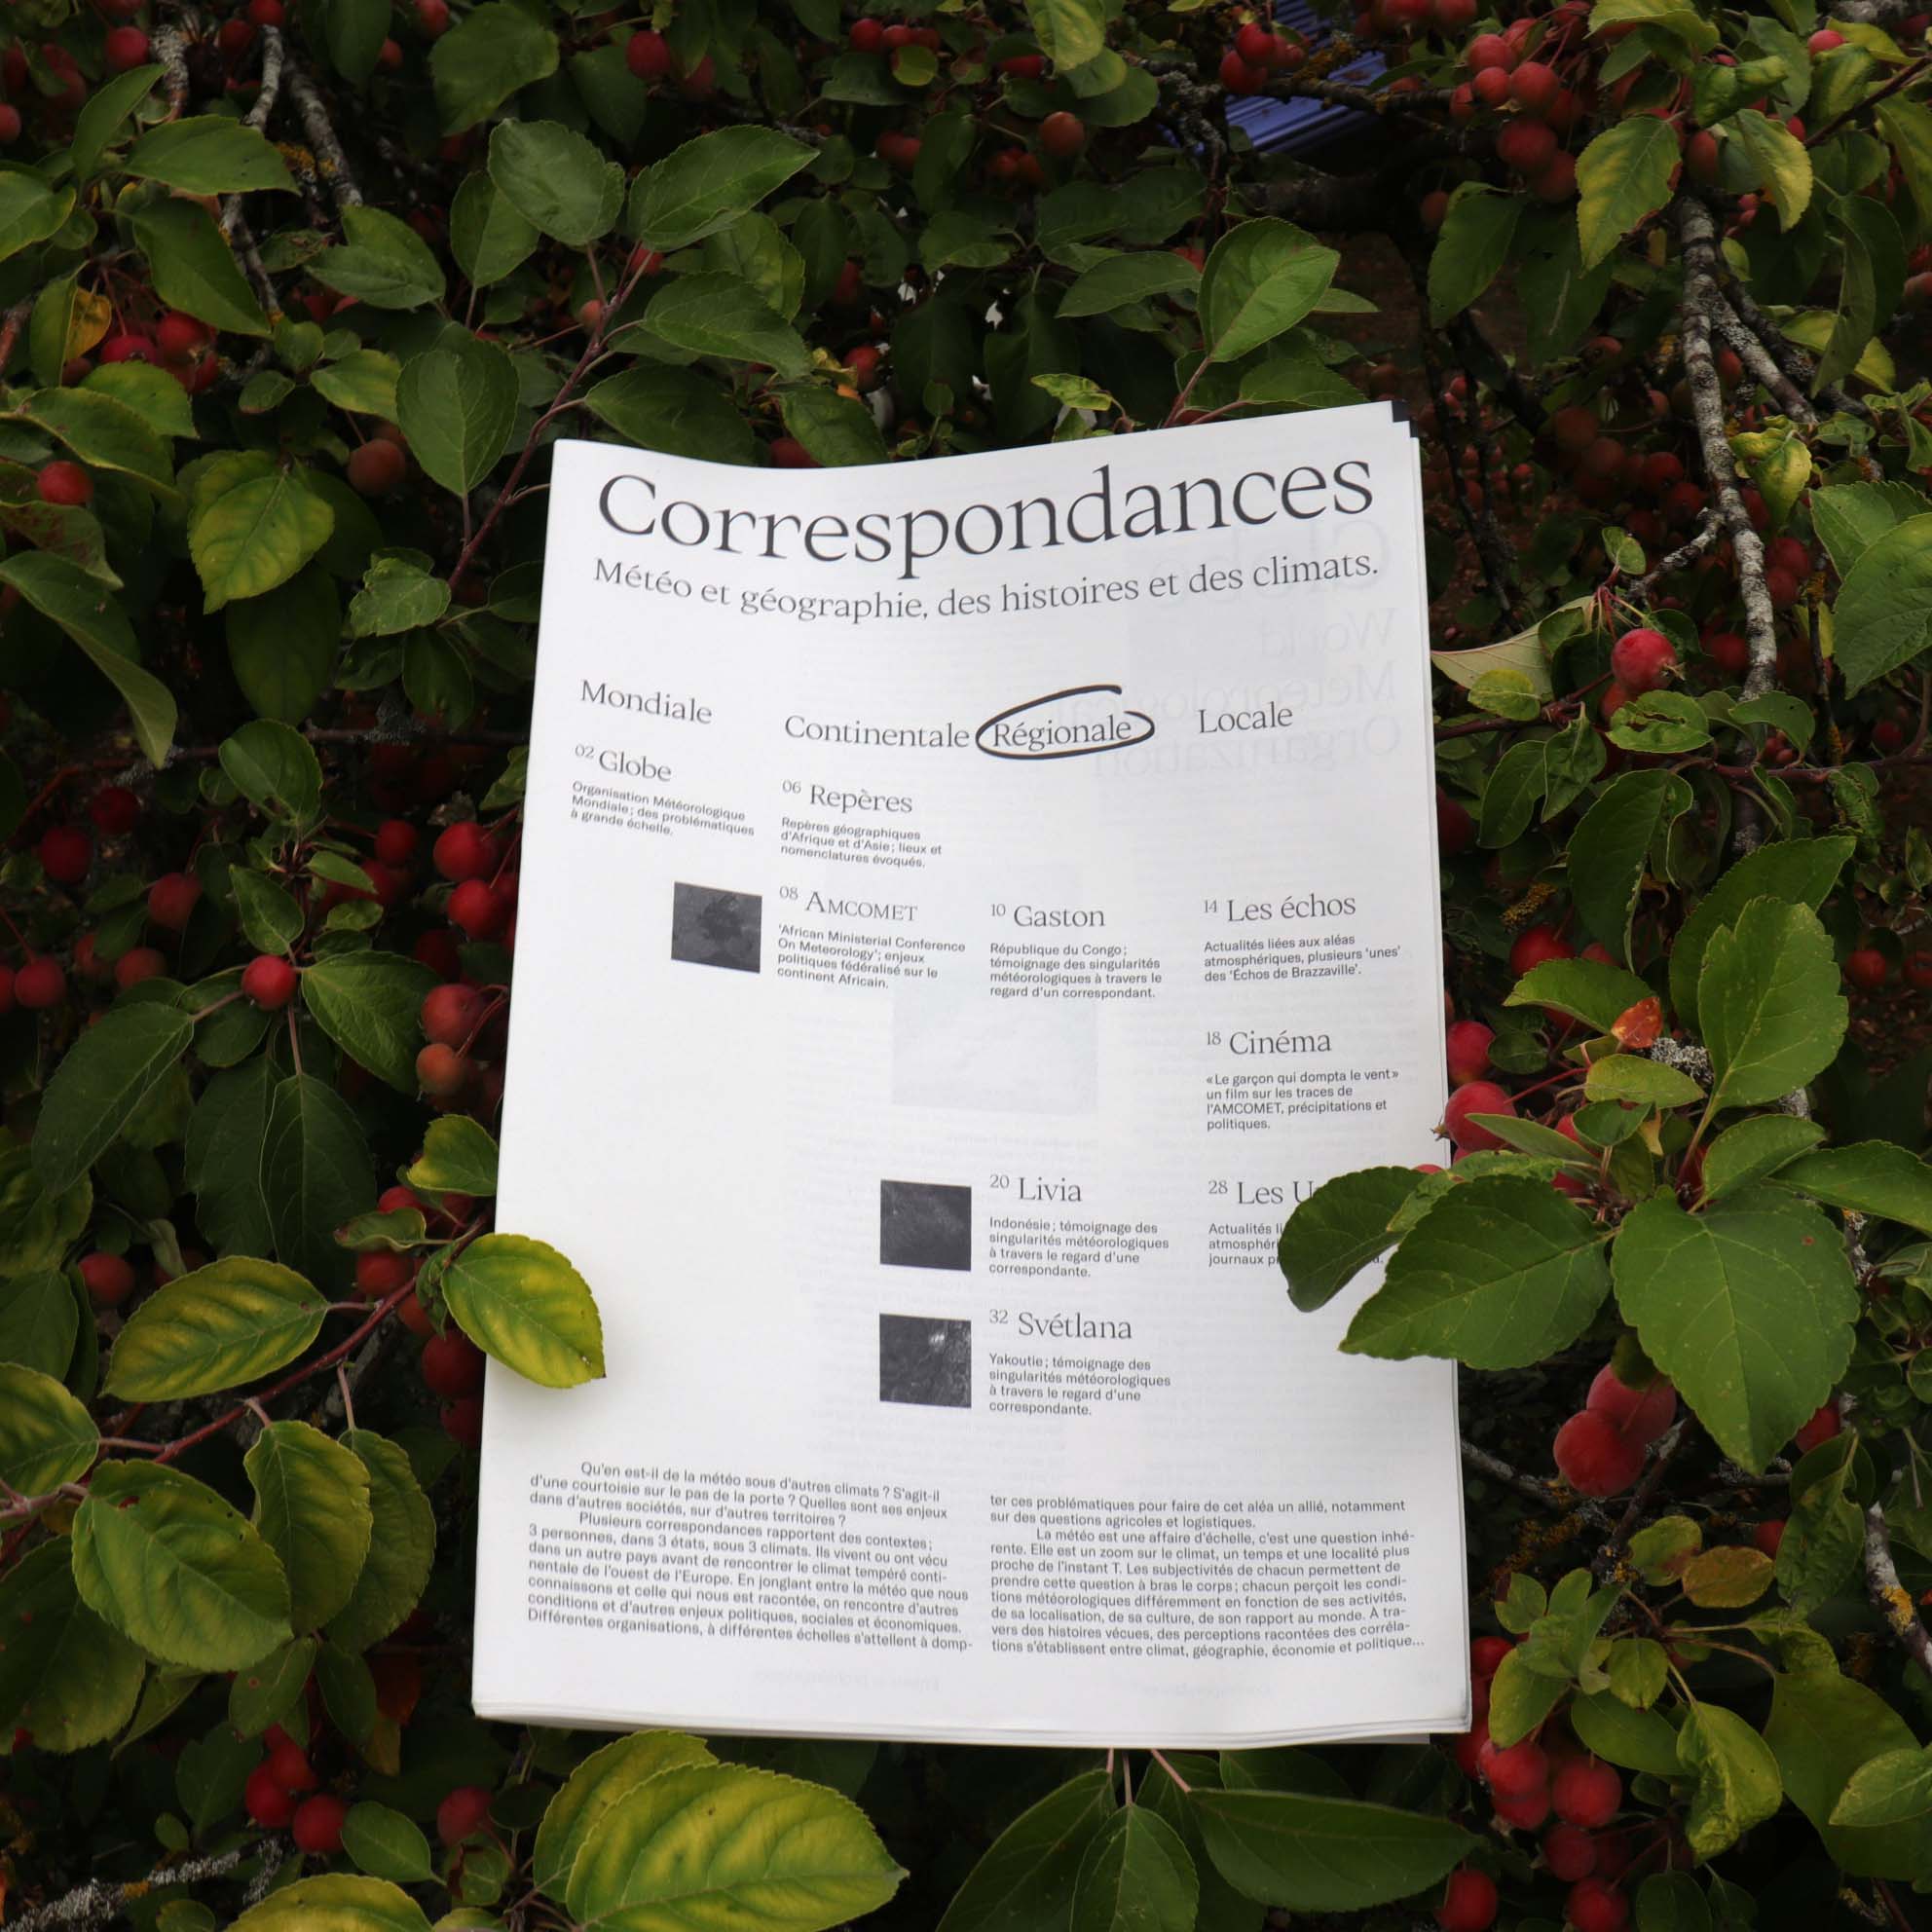 Correspondances
Météo et géographie, des histoires et des climats.
Mondiale
Continentale
Régionale
Locale
02 Globe
Organisation Météorologique
Mondiale ; des problématiques
à grande échelle.
06 Repères
Repères géographiques
d'Afrique et d'Asie ; lieux et
nomenclatures évoqués.
08 AMCOMET
'African Ministerial Conference
On Meteorology' ; enjeux
politiques fédéralisé sur le
continent Africain.
10 Gaston
République du Congo ;
témoignage des singularités
météorologiques à travers le
regard d'un correspondant.
14 Les échos
Actualités liées aux aléas
atmosphériques, plusieurs 'unes'
des 'Échos de Brazzaville'.
18 Cinéma
«Le garçon qui dompta le vent»
un film sur les traces de
l'AMCOMET, précipitations et
politiques.
20 Livia
Indonésie ; témoignage des
singularités météorologiques
à travers le regard d'une
correspondante.
28 Les
Actualités
journaux
32 Svétlana
Yakoutie ; témoignage des
singularités météorologiques
à travers le regard d'une
correspondante.
Qu'en est-il de la météo sous d'autres climats ? S'agit-il
d'une courtoisie sur le pas de la porte ? Quelles sont ses enjeux
dans d'autres sociétés, sur d'autres territoires ?
Plusieurs correspondances rapportent des contextes ;
3 personnes, dans 3 états, sous 3 climats. Ils vivent ou ont vécu
dans un autre pays avant de rencontrer le climat tempéré conti-
nentale de l'ouest de l'Europe. En jonglant entre la météo que nous
connaissons et celle qui nous est racontée, on rencontre d'autres
conditions et d'autres enjeux politiques, sociales et économiques.
Différentes organisations, à différentes échelles s'attellent à domp-
ter ces problématiques pour faire de cet aléa un allié, notamment
sur des questions agricoles et logistiques.
La météo est une affaire d'échelle, c'est une question inhé-
rente. Elle est un zoom sur le climat, un temps et une localité plus
proche de l'instant T. Les subjectivités de chacun permettent de
prendre cette question à bras le corps ; chacun perçoit les condi-
tions météorologiques différemment en fonction de ses activités,
de sa localisation, de sa culture, de son rapport au monde. À tra-
vers des histoires vécues, des perceptions racontées des corréla-
tions s'établissent entre climat, géographie, économie et politique...